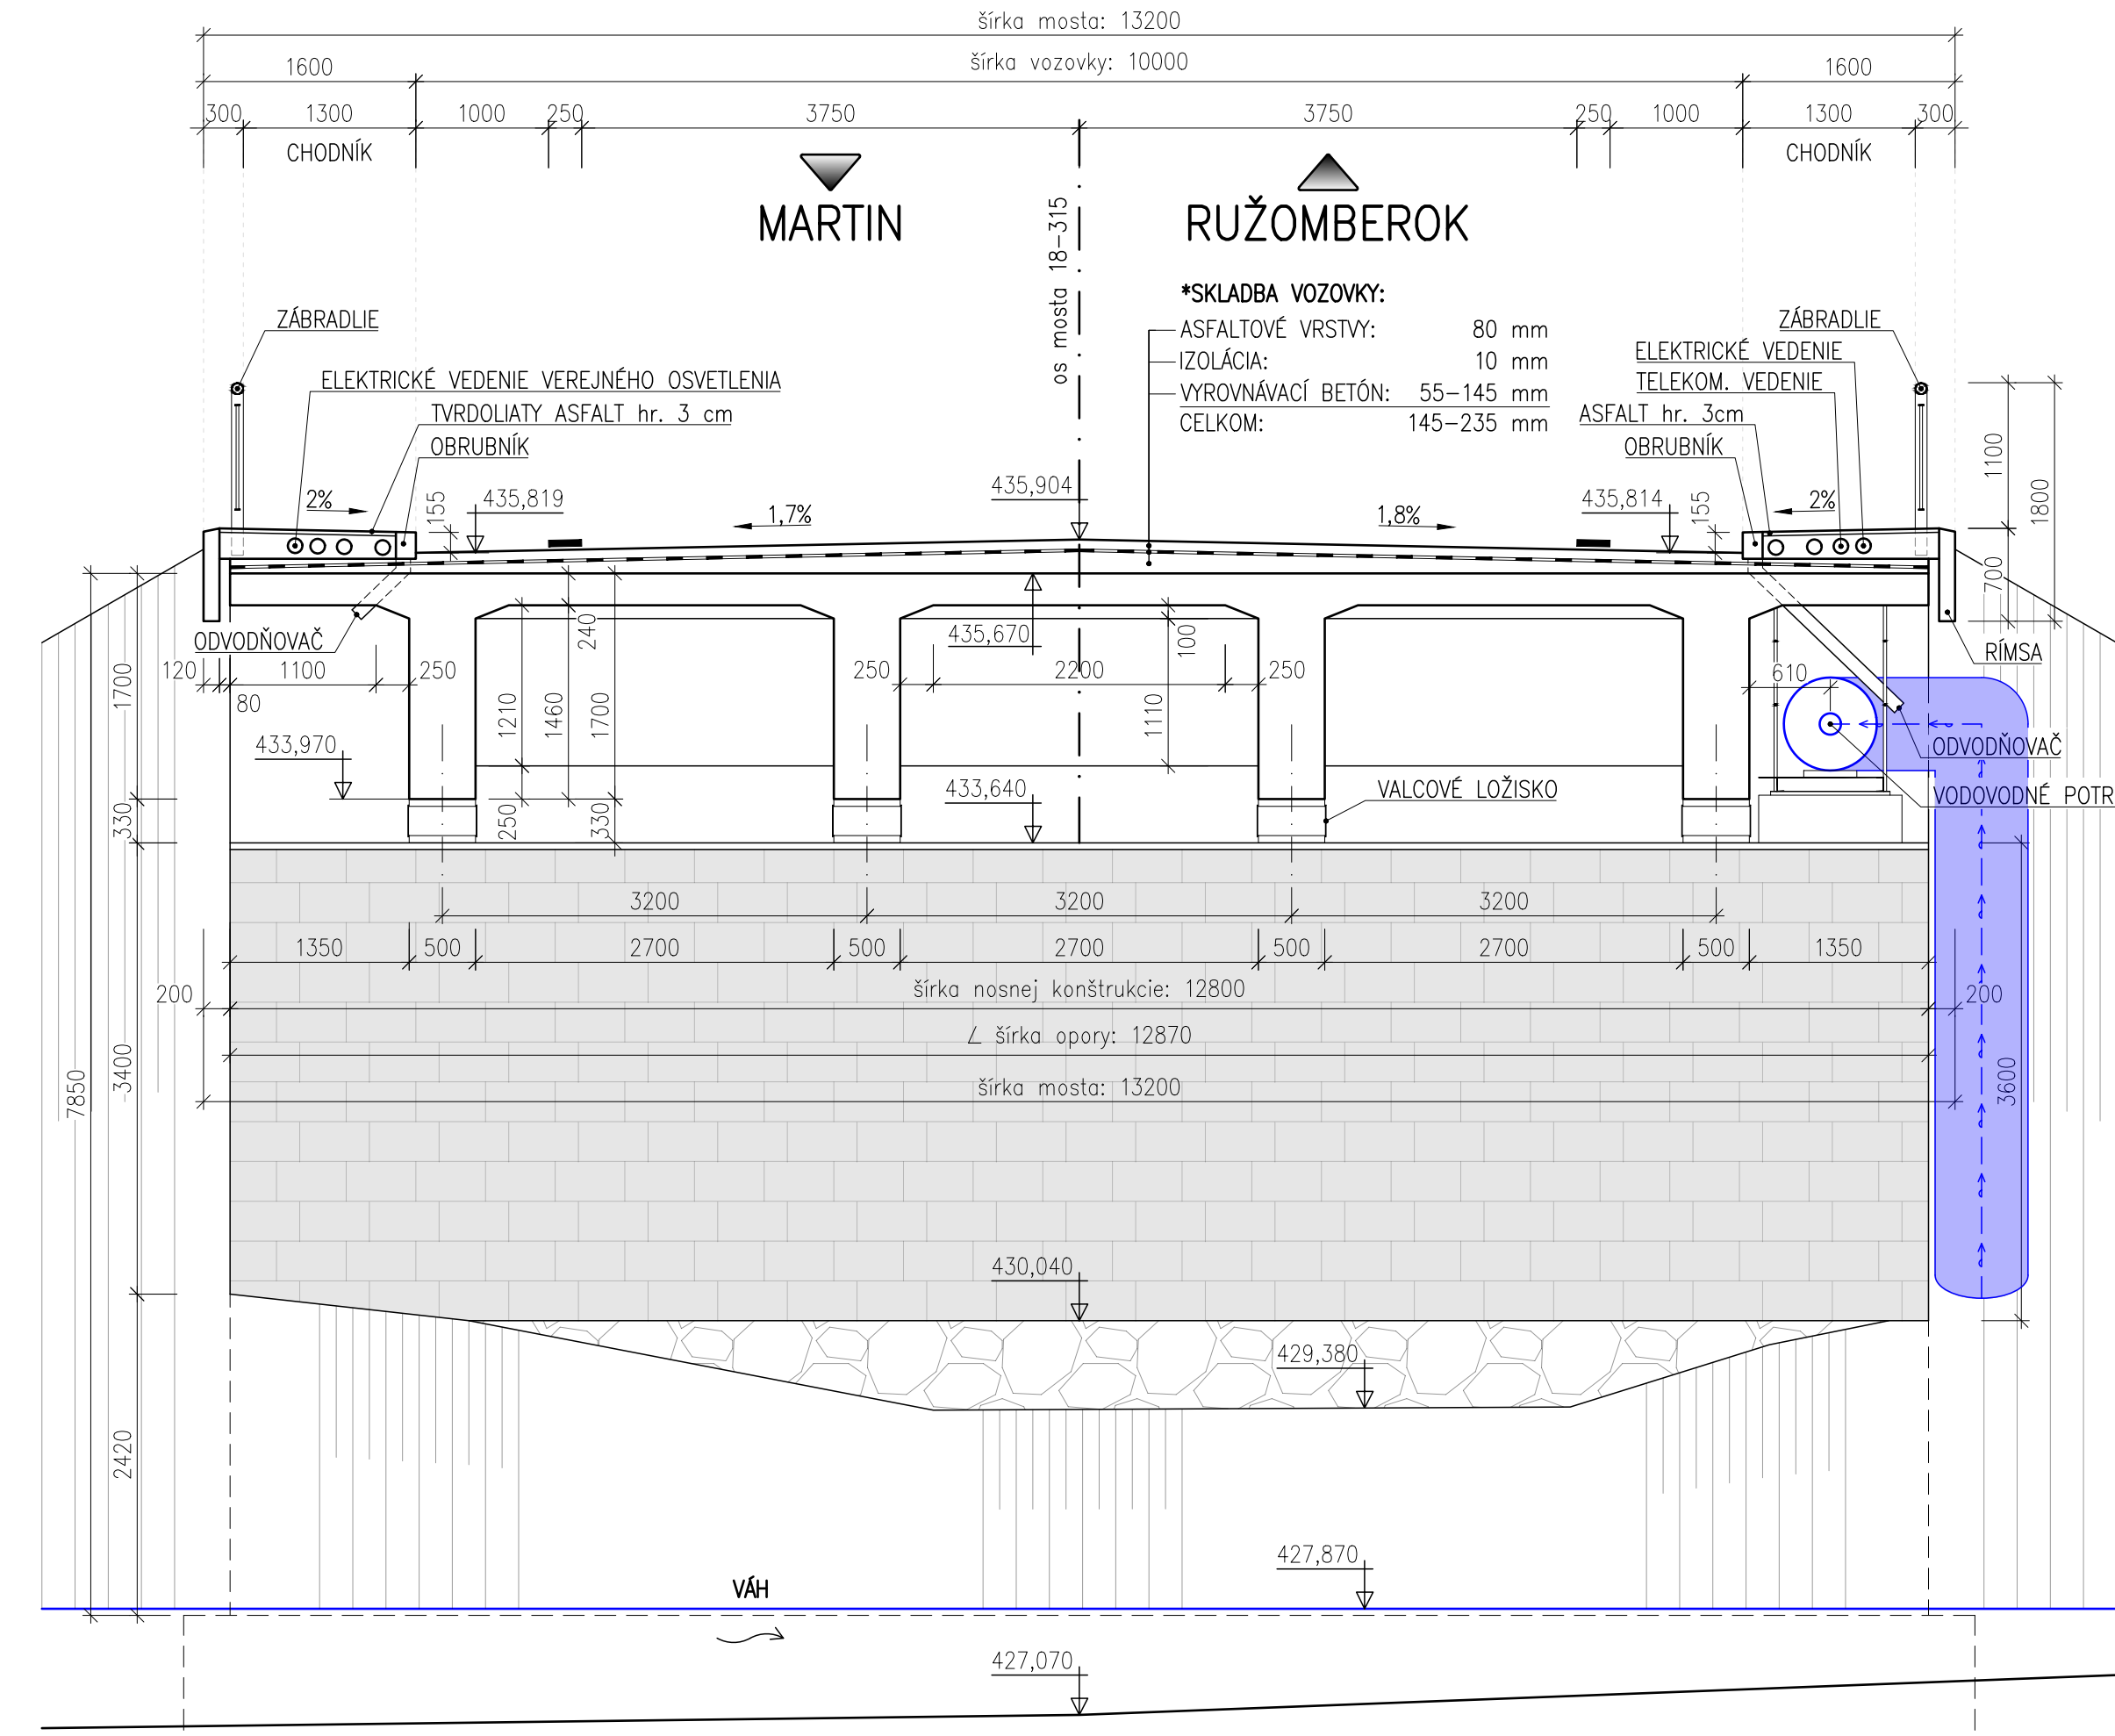 šírka mosta: 13200
šírka vozovky: 10000
1600
1600
300
1300
1000
250
3750
3750
250
1000
1300
300
CHODNÍK
CHODNÍK
MARTIN
RUŽOMBEROK
os mosta 18-315
*SKLADBA VOZOVKY:
ASFALTOVÉ VRSTVY: 80 mm
IZOLÁCIA: 10 mm
VYROVNÁVACÍ BETÓN: 55-145 mm
CELKOM: 145-235 mm
ZÁBRADLIE
ELEKTRICKÉ VEDENIE VEREJNÉHO OSVETLENIA
TVRDOLIATY ASFALT hr. 3 cm
OBRUBNÍK
ZÁBRADLIE
ELEKTRICKÉ VEDENIE
TELEKOM. VEDENIE
ASFALT hr. 3cm
OBRUBNÍK
2%
155
435,819
1,7%
435,904
1,8%
435,814
155
2%
1100
1800
700
ODVODŇOVAČ
435,670
240
100
RÍMSA
120
80
1100
250
250
2200
250
610
1700
1210
1460
1700
1110
433,970
433,640
VALCOVÉ LOŽISKO
ODVODŇOVAČ
VODOVODNÉ POTR
330
250
330
3200
3200
3200
1350
500
2700
500
2700
500
2700
500
1350
200
šírka nosnej konštrukcie: 12800
200
∠ šírka opory: 12870
šírka mosta: 13200
7850
3400
3600
430,040
429,380
2420
427,870
VÁH
427,070